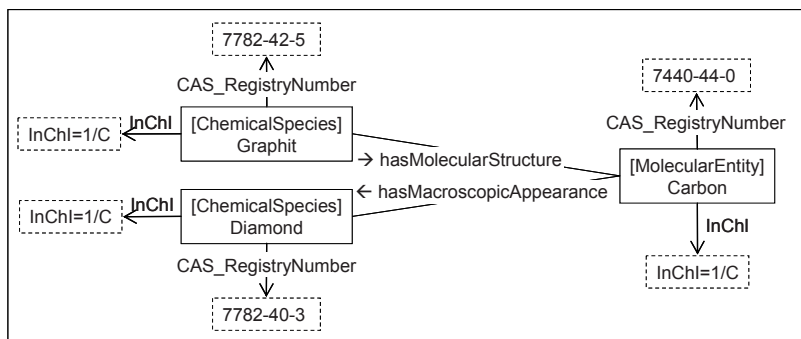 7782-42-5
CAS_RegistryNumber
InChI=1/C
InChI
[ChemicalSpecies]
Graphit
→ hasMolecularStructure
7440-44-0
CAS_RegistryNumber
[MolecularEntity]
Carbon
← hasMacroscopicAppearance
InChI=1/C
InChI
[ChemicalSpecies]
Diamond
CAS_RegistryNumber
7782-40-3
InChI
InChI=1/C